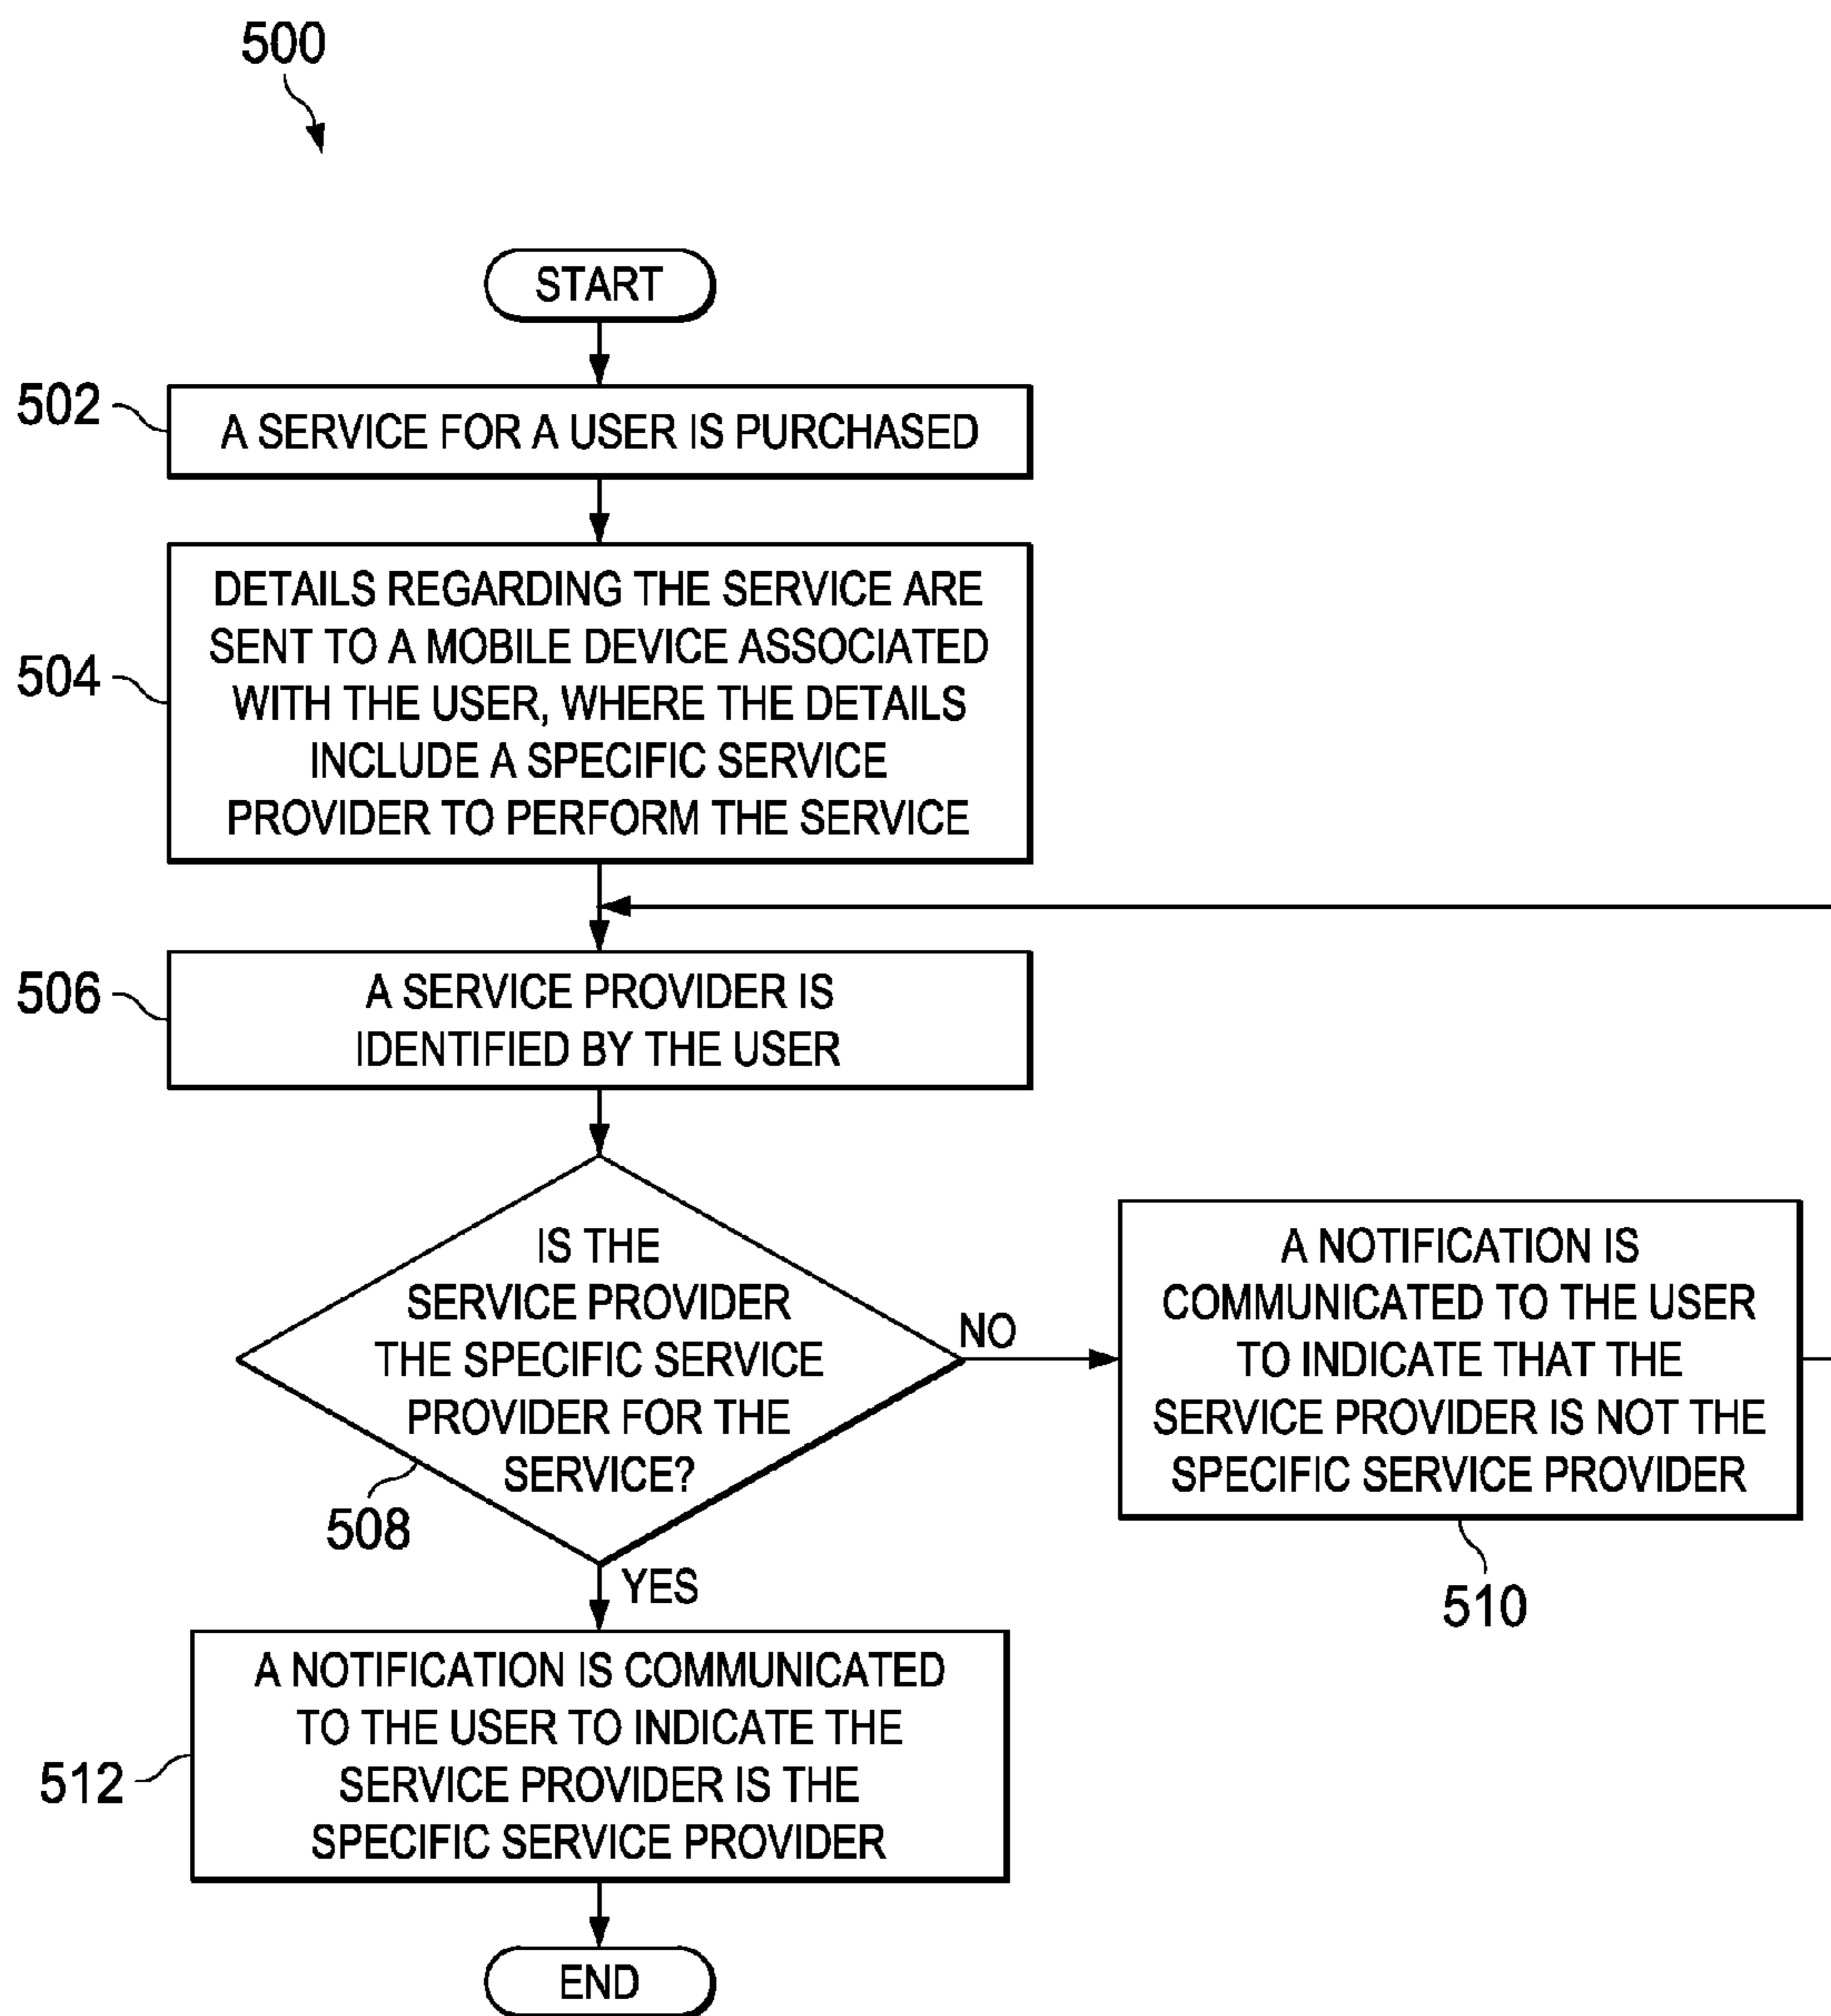 500
START
502
A SERVICE FOR A USER IS PURCHASED
504
DETAILS REGARDING THE SERVICE ARE
SENT TO A MOBILE DEVICE ASSOCIATED
WITH THE USER, WHERE THE DETAILS
INCLUDE A SPECIFIC SERVICE
PROVIDER TO PERFORM THE SERVICE
506
A SERVICE PROVIDER IS
IDENTIFIED BY THE USER
IS THE
SERVICE PROVIDER
THE SPECIFIC SERVICE
PROVIDER FOR THE
SERVICE?
508
NO
A NOTIFICATION IS
COMMUNICATED TO THE USER
TO INDICATE THAT THE
SERVICE PROVIDER IS NOT THE
SPECIFIC SERVICE PROVIDER
510
YES
512
A NOTIFICATION IS COMMUNICATED
TO THE USER TO INDICATE THE
SERVICE PROVIDER IS THE
SPECIFIC SERVICE PROVIDER
END